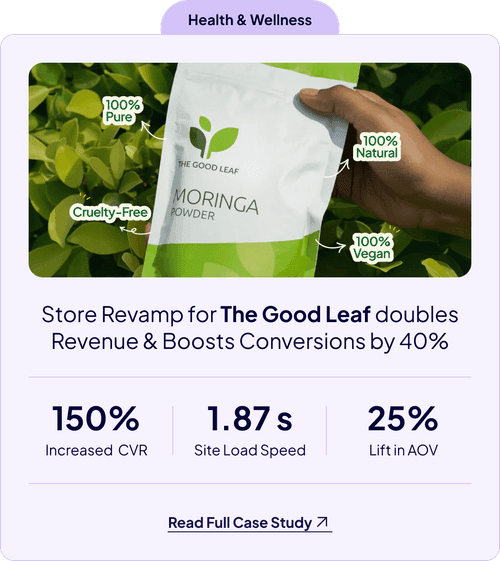 Health & Wellness
100%
Pure
THE GOOD LEAF
MORINGA
POWDER
100%
Natural
Cruelty-Free
100%
Vegan
Store Revamp for The Good Leaf doubles
Revenue & Boosts Conversions by 40%
150%
Increased CVR
1.87 s
Site Load Speed
25%
Lift in AOV
Read Full Case Study